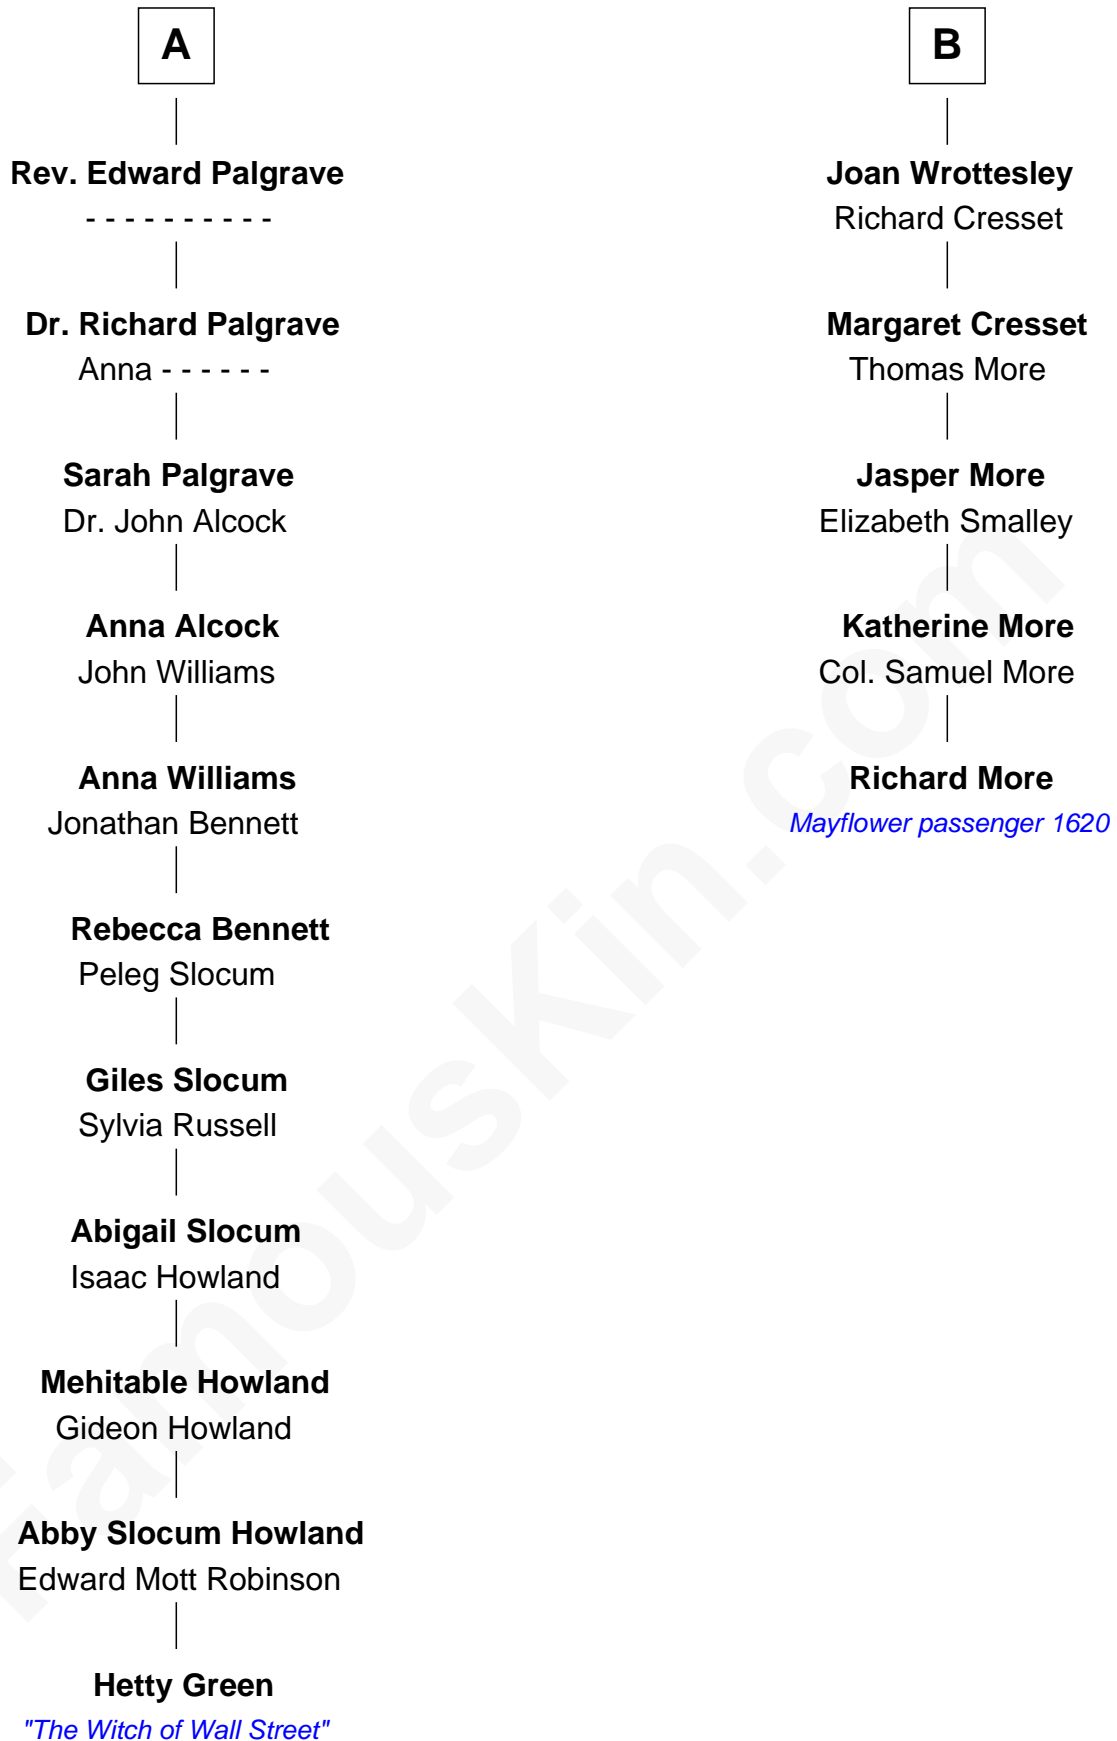 A
Rev. Edward Palgrave
- - - - - - - - - -
Dr. Richard Palgrave
Anna - - - - - -
Sarah Palgrave
Dr. John Alcock
Anna Alcock
John Williams
Anna Williams
Jonathan Bennett
Rebecca Bennett
Peleg Slocum
Giles Slocum
Sylvia Russell
Abigail Slocum
Isaac Howland
Mehitable Howland
Gideon Howland
Abby Slocum Howland
Edward Mott Robinson
Hetty Green
"The Witch of Wall Street"
B
Joan Wrottesley
Richard Cresset
Margaret Cresset
Thomas More
Jasper More
Elizabeth Smalley
Katherine More
Col. Samuel More
Richard More
Mayflower passenger 1620
FamousKin.com